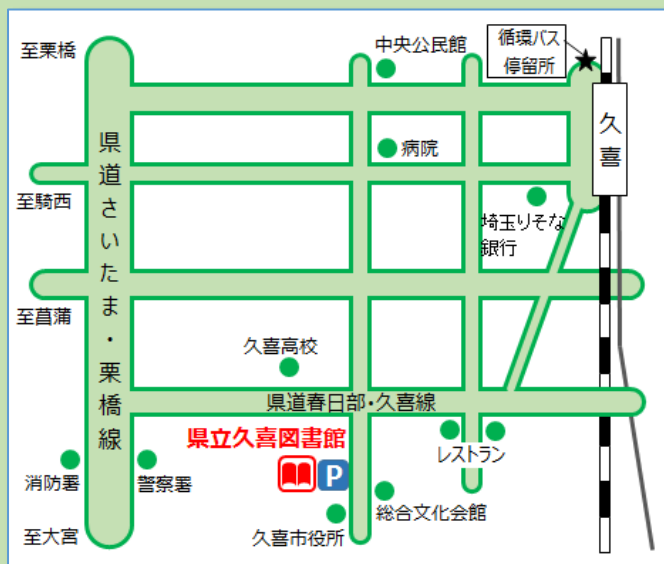 至栗橋
中央公民館
循環バス
停留所
久喜
病院
至騎西
県道さいたま・栗橋線
埼玉りそな
銀行
至菖蒲
久喜高校
県道春日部・久喜線
県立久喜図書館
レストラン
消防署
警察署
P
総合文化会館
至大宮
久喜市役所